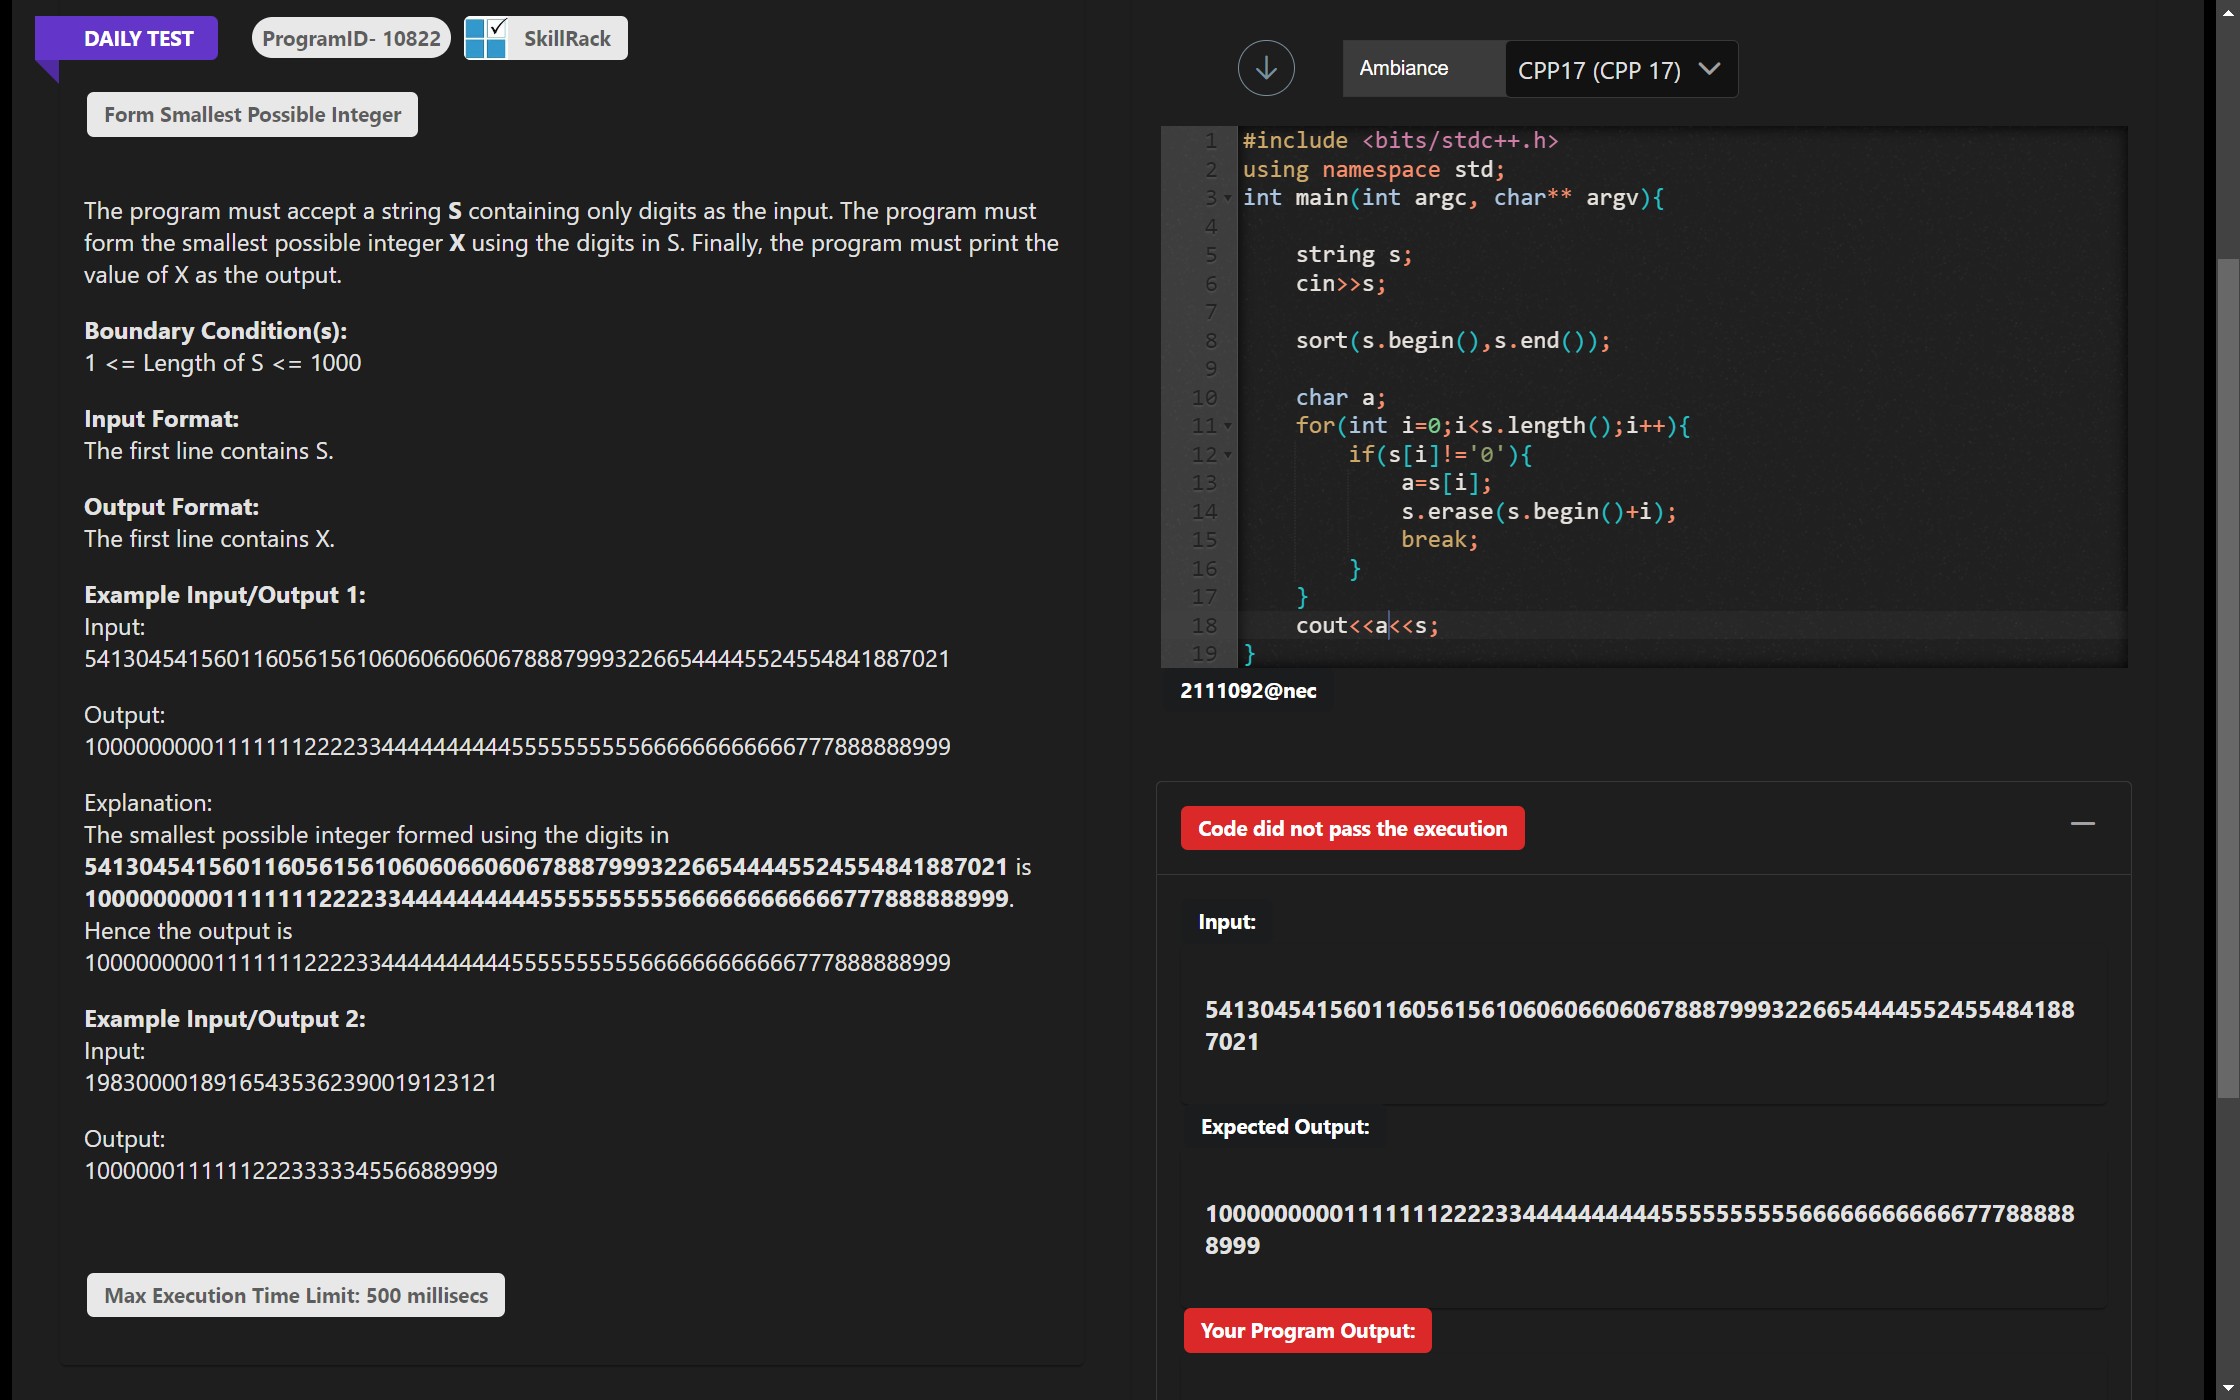 DAILY TEST
ProgramID- 10822
SkillRack
Form Smallest Possible Integer
The program must accept a string S containing only digits as the input. The program must
form the smallest possible integer X using the digits in S. Finally, the program must print the
value of X as the output.
Boundary Condition(s):
1 <= Length of S <= 1000
Input Format:
The first line contains S.
Output Format:
The first line contains X.
Example Input/Output 1:
Input:
54130454156011605615610606066060678887999322665444455245548418870​21
Output:
Explanation:
The smallest possible integer formed using the digits in
is
Hence the output is
Example Input/Output 2:
Input:
19830000189165435362390019123121
Output:
Max Execution Time Limit: 500 millisecs
Ambiance
CPP17 (CPP 17)
1 #include <bits/stdc++.h>
2 using namespace std;
3 int main(int argc, char** argv){
4
5 string s;
6 cin>>s;
7
8 sort(s.begin(),s.end());
9
10 char a;
11 for(int i=0;i<s.length();i++){
12 if(s[i]!='0'){
13 a=s[i];
14 s.erase(s.begin()+i);
15 break;
16 }
17 }
18 cout<<a<<s;
19 }
2111092@nec
Code did not pass the execution
Input:
541304541560116056156106060660606788879993226654444552455484188
7021
Expected Output:
8999
Your Program Output: